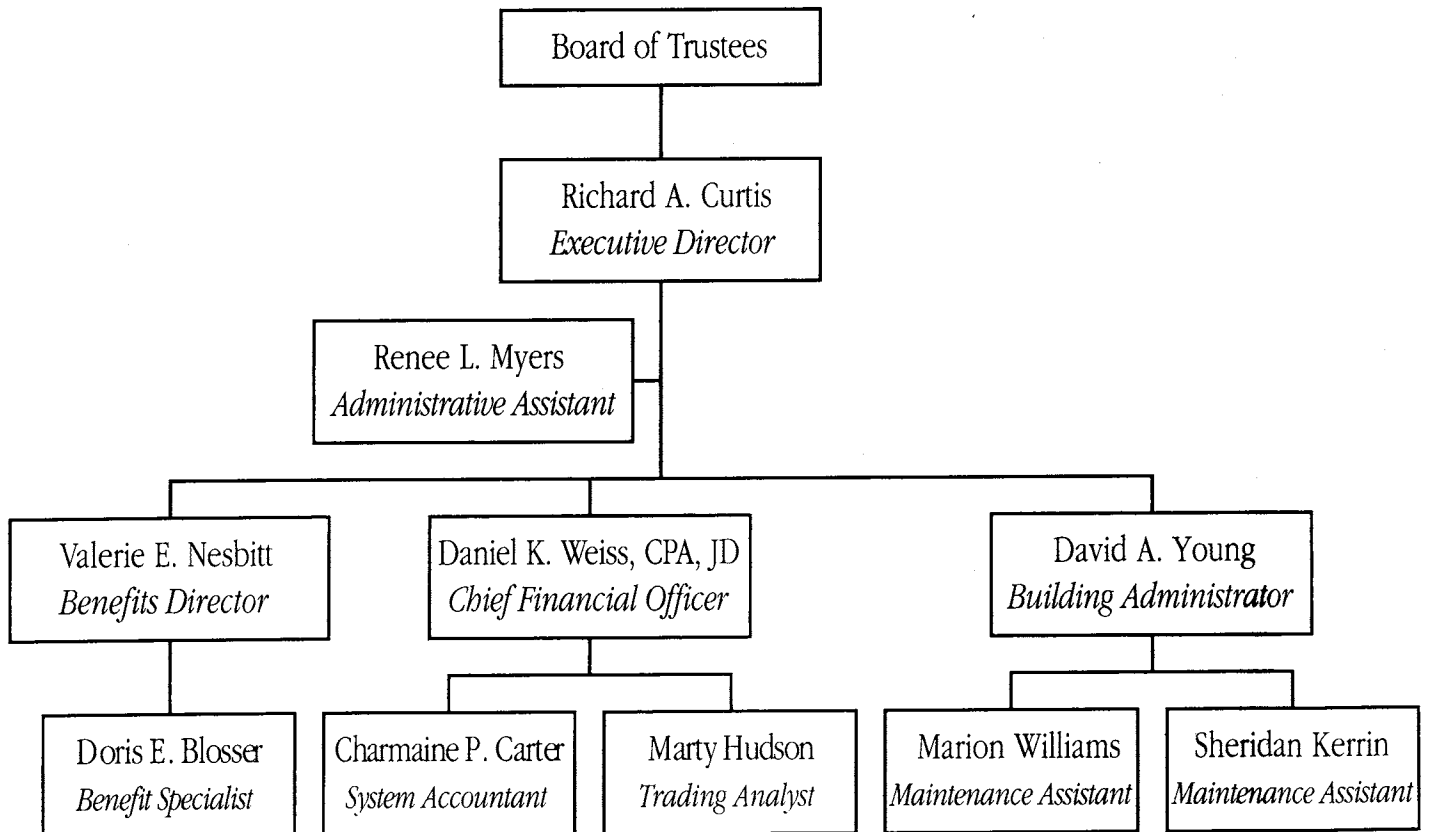 Board of Trustees
Richard A. Curtis
Executive Director
Renee L. Myers
Administrative Assistant
Valerie E. Nesbitt
Benefits Director
Daniel K. Weiss, CPA, JD
Chief Financial Officer
David A. Young
Building Administrator
Doris E. Blosser
Benefit Specialist
Charmaine P. Carter
System Accountant
Marty Hudson
Trading Analyst
Marion Williams
Maintenance Assistant
Sheridan Kerrin
Maintenance Assistant